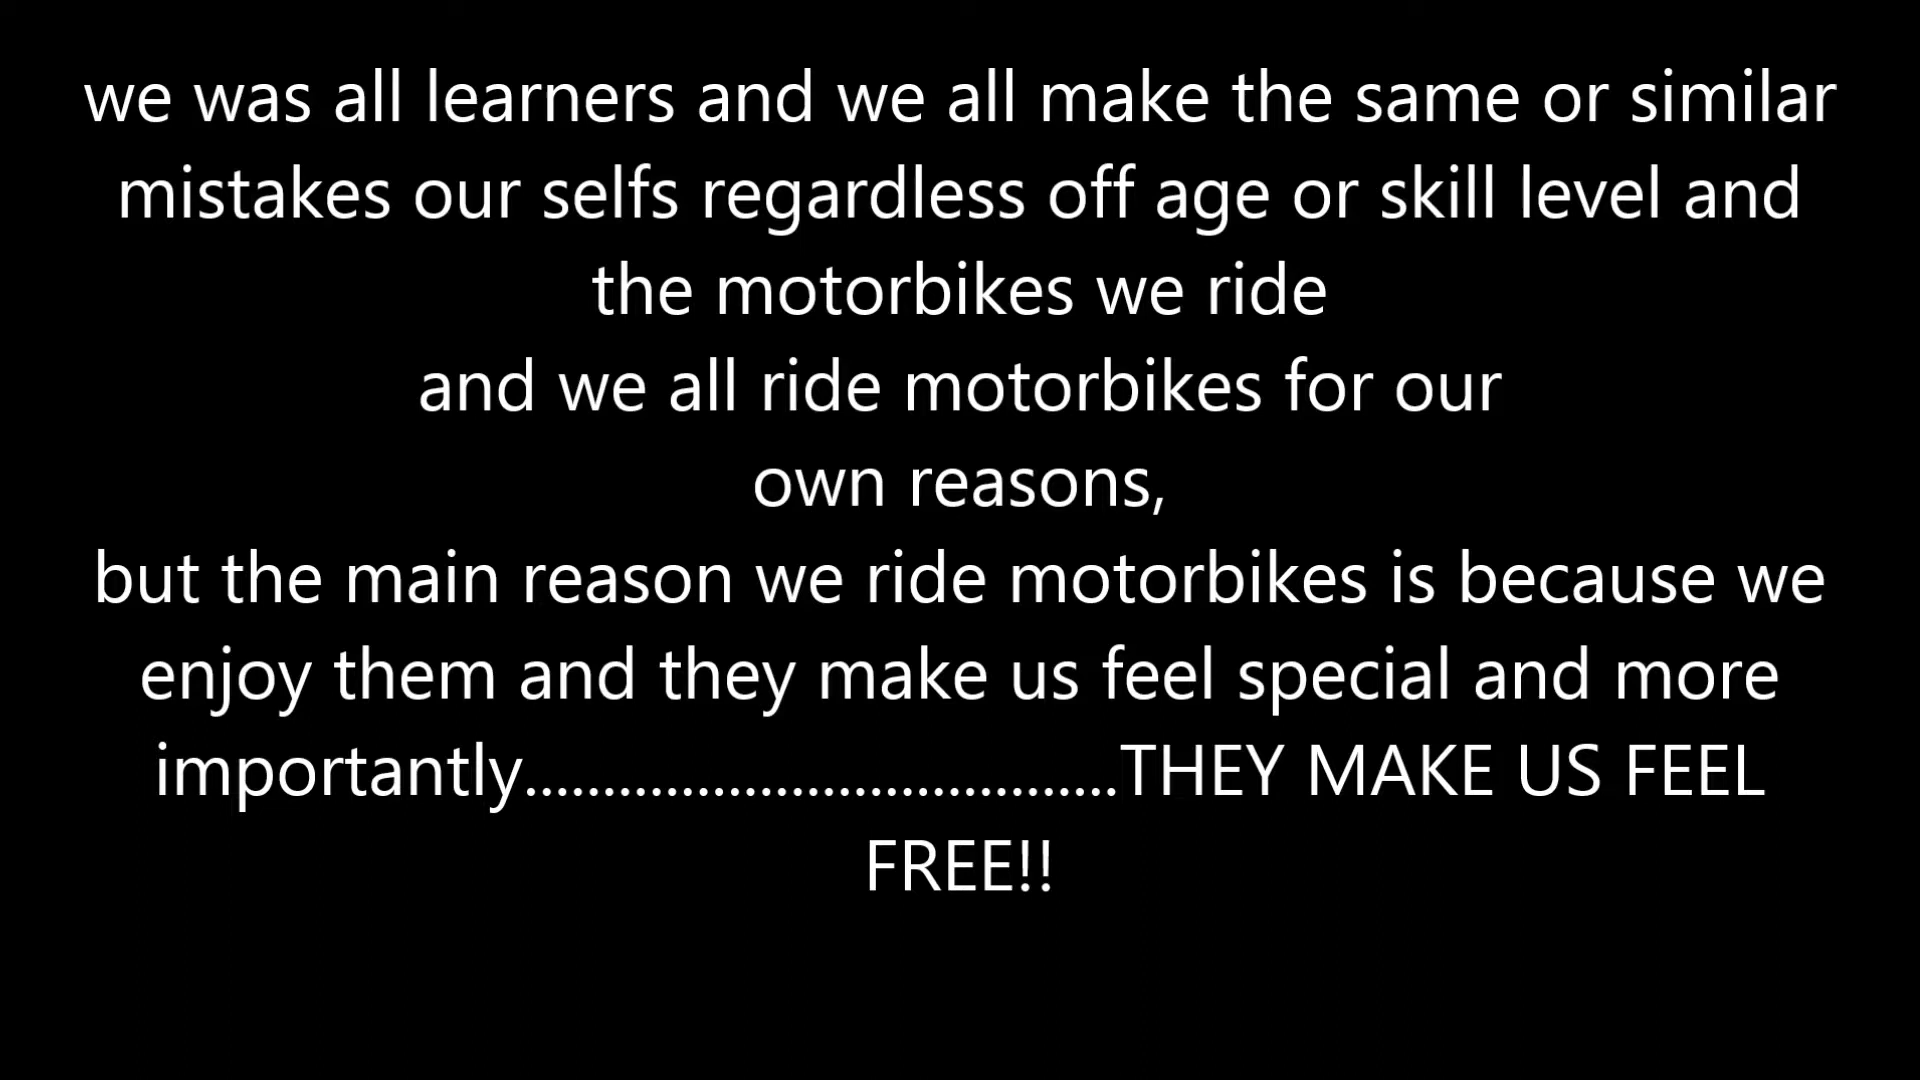 we was all learners and we all make the same or similar
mistakes our selfs regardless off age or skill level and
the motorbikes we ride
and we all ride motorbikes for our
own reasons,
but the main reason we ride motorbikes is because we
enjoy them and they make us feel special and more
importantly......................................THEY MAKE US FEEL
FREE!!